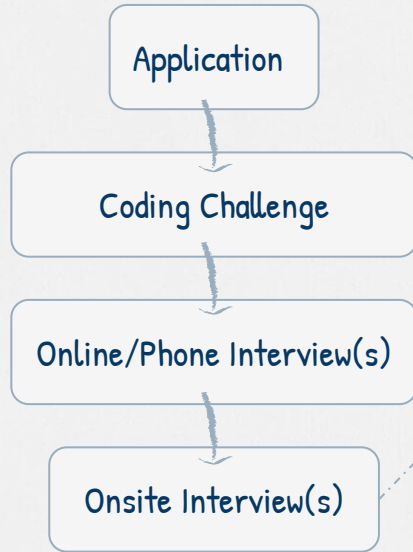 Application
Coding Challenge
Online/Phone Interview(s)
Onsite Interview(s)